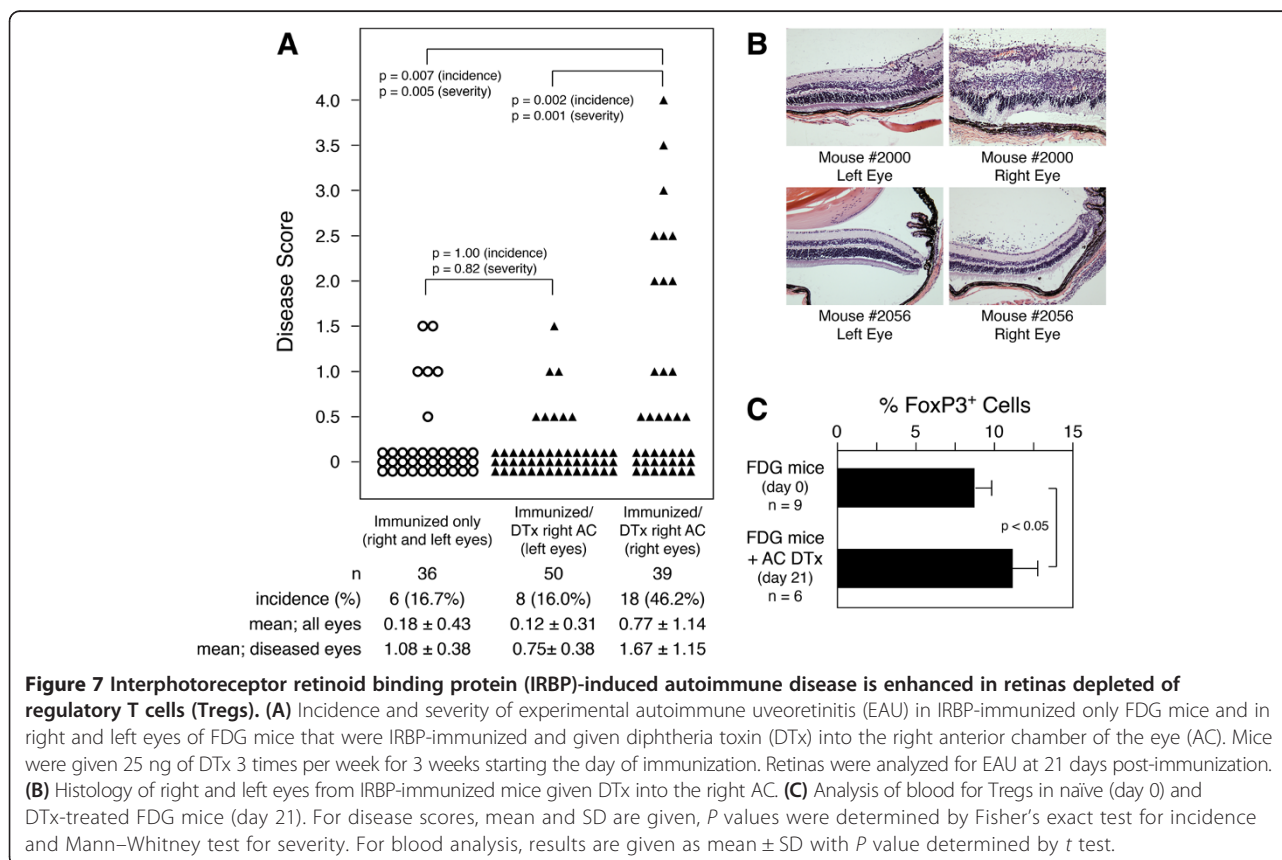 A
p = 0.007 (incidence)
p = 0.005 (severity)
p = 0.002 (incidence)
p = 0.001 (severity)
p = 1.00 (incidence)
p = 0.82 (severity)
Disease Score
4.0
3.5
3.0
2.5
2.0
1.5
1.0
0.5
0
Immunized only
(right and left eyes)
Immunized/
DTx right AC
(left eyes)
Immunized/
DTx right AC
(right eyes)
n 36 50 39
incidence (%) 6 (16.7%) 8 (16.0%) 18 (46.2%)
mean; all eyes 0.18 ± 0.43 0.12 ± 0.31 0.77 ± 1.14
mean; diseased eyes 1.08 ± 0.38 0.75± 0.38 1.67 ± 1.15
B
Mouse #2000
Left Eye
Mouse #2000
Right Eye
Mouse #2056
Left Eye
Mouse #2056
Right Eye
C
% FoxP3+ Cells
0 5 10 15
FDG mice
(day 0)
n = 9
FDG mice
+ AC DTx
(day 21)
n = 6
p < 0.05
Figure 7 Interphotoreceptor retinoid binding protein (IRBP)-induced autoimmune disease is enhanced in retinas depleted of
regulatory T cells (Tregs). (A) Incidence and severity of experimental autoimmune uveoretinitis (EAU) in IRBP-immunized only FDG mice and in
right and left eyes of FDG mice that were IRBP-immunized and given diphtheria toxin (DTx) into the right anterior chamber of the eye (AC). Mice
were given 25 ng of DTx 3 times per week for 3 weeks starting the day of immunization. Retinas were analyzed for EAU at 21 days post-immunization.
(B) Histology of right and left eyes from IRBP-immunized mice given DTx into the right AC. (C) Analysis of blood for Tregs in naïve (day 0) and
DTx-treated FDG mice (day 21). For disease scores, mean and SD are given, P values were determined by Fisher's exact test for incidence
and Mann–Whitney test for severity. For blood analysis, results are given as mean ± SD with P value determined by t test.